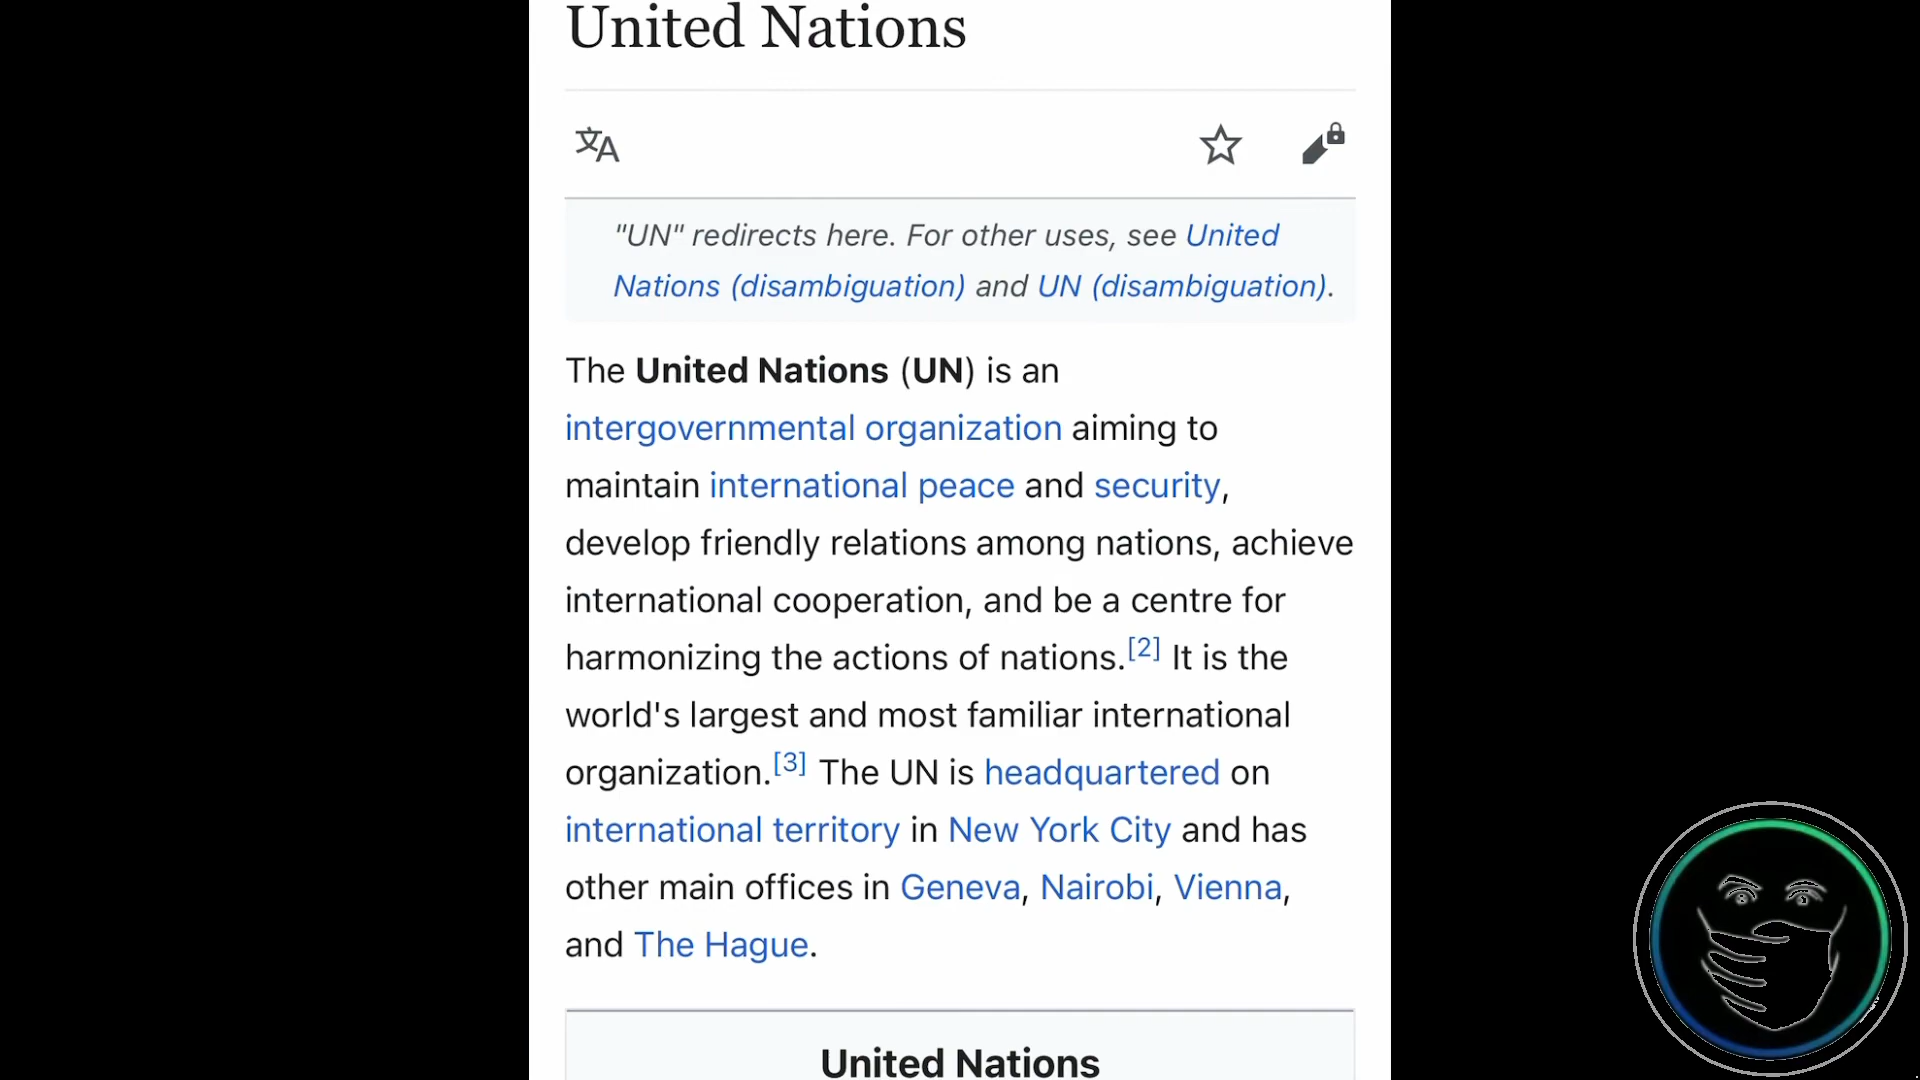 United Nations
"UN" redirects here. For other uses, see United
Nations (disambiguation) and UN (disambiguation).
The United Nations (UN) is an
intergovernmental organization aiming to
maintain international peace and security,
develop friendly relations among nations, achieve
international cooperation, and be a centre for
harmonizing the actions of nations.[2] It is the
world's largest and most familiar international
organization.[3] The UN is headquartered on
international territory in New York City and has
other main offices in Geneva, Nairobi, Vienna,
and The Hague.
United Nations